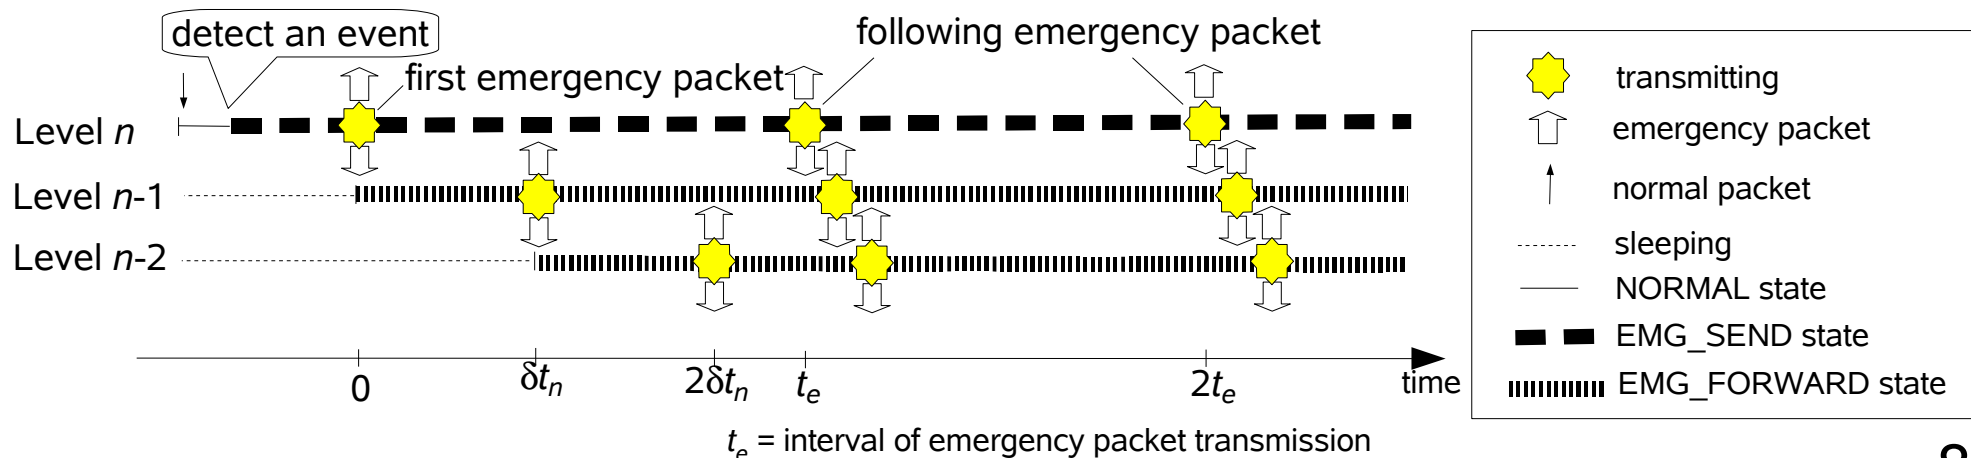 detect an event
following emergency packet
first emergency packet
Level n
Level n-1
Level n-2
0
δtₙ
2δtₙ
tₑ
2tₑ
time
tₑ = interval of emergency packet transmission
transmitting
emergency packet
normal packet
sleeping
NORMAL state
EMG_SEND state
EMG_FORWARD state